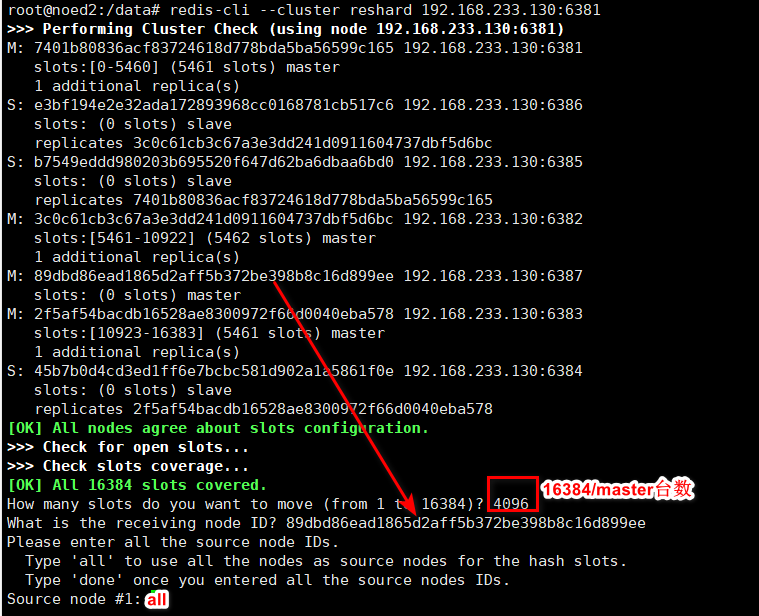 root@noed2:/data# redis-cli --cluster reshard 192.168.233.130:6381
>>> Performing Cluster Check (using node 192.168.233.130:6381)
M: 7401b80836acf83724618d778bda5ba56599c165 192.168.233.130:6381
   slots:[0-5460] (5461 slots) master
   1 additional replica(s)
S: e3bf194e2e32ada172893968cc0168781cb517c6 192.168.233.130:6386
   slots: (0 slots) slave
   replicates 3c0c61cb3c67a3e3dd241d0911604737dbf5d6bc
S: b7549eddd980203b695520f647d62ba6dbaa6bd0 192.168.233.130:6385
   slots: (0 slots) slave
   replicates 7401b80836acf83724618d778bda5ba56599c165
M: 3c0c61cb3c67a3e3dd241d0911604737dbf5d6bc 192.168.233.130:6382
   slots:[5461-10922] (5462 slots) master
   1 additional replica(s)
M: 89dbd86ead1865d2aff5b372be398b8c16d899ee 192.168.233.130:6387
   slots: (0 slots) master
M: 2f5af54bacdb16528ae8300972f66d0040eba578 192.168.233.130:6383
   slots:[10923-16383] (5461 slots) master
   1 additional replica(s)
S: 45b7b0d4cd3ed1ff6e7bcbc581d902a1a5861f0e 192.168.233.130:6384
   slots: (0 slots) slave
   replicates 2f5af54bacdb16528ae8300972f66d0040eba578
[OK] All nodes agree about slots configuration.
>>> Check for open slots...
>>> Check slots coverage...
[OK] All 16384 slots covered.
How many slots do you want to move (from 1 to 16384)? 4096 16384/master台数
What is the receiving node ID? 89dbd86ead1865d2aff5b372be398b8c16d899ee
Please enter all the source node IDs.
  Type 'all' to use all the nodes as source nodes for the hash slots.
  Type 'done' once you entered all the source nodes IDs.
Source node #1: all